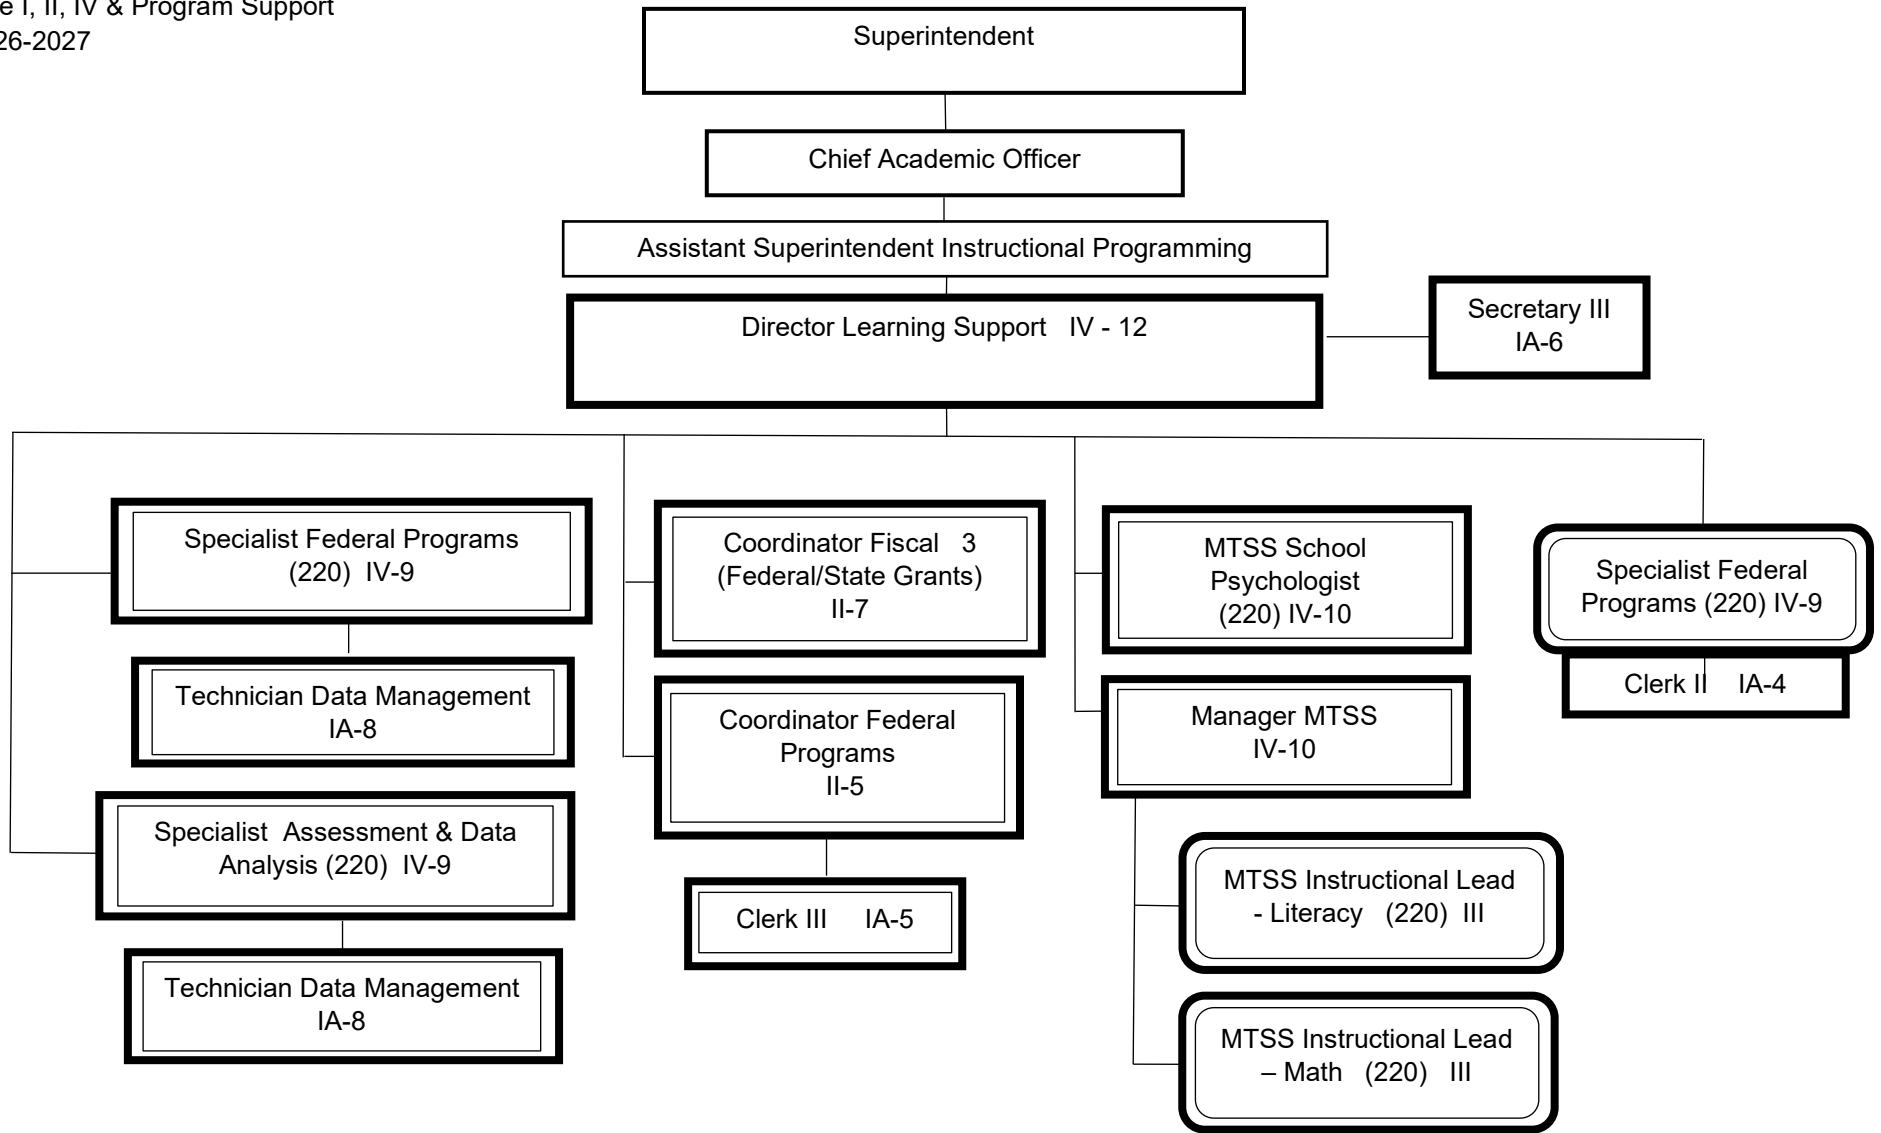 e I, II, IV & Program Support
26-2027
Superintendent
Chief Academic Officer
Assistant Superintendent Instructional Programming
Director Learning Support IV - 12
Secretary III
IA-6
Specialist Federal Programs
(220) IV-9
Technician Data Management
IA-8
Specialist Assessment & Data
Analysis (220) IV-9
Technician Data Management
IA-8
Coordinator Fiscal 3
(Federal/State Grants)
II-7
Coordinator Federal
Programs
II-5
Clerk III IA-5
MTSS School
Psychologist
(220) IV-10
Manager MTSS
IV-10
MTSS Instructional Lead
- Literacy (220) III
MTSS Instructional Lead
– Math (220) III
Specialist Federal
Programs (220) IV-9
Clerk II IA-4